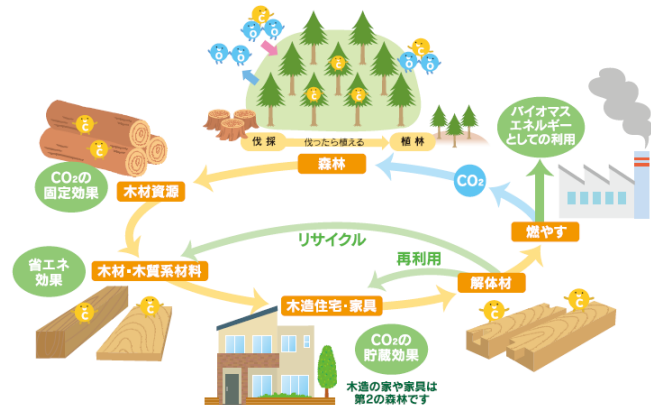 C
O O
C
O O
O O
C
C C
伐採 伐ったら植える 植林
森林
バイオマス
エネルギー
としての利用
CO2
C
C
CO2の
固定効果
木材資源
燃やす
リサイクル
再利用
省エネ
効果
木材・木質系材料
木造住宅・家具
解体材
C C
C C
CO2の
貯蔵効果
木造の家や家具は
第2の森林です